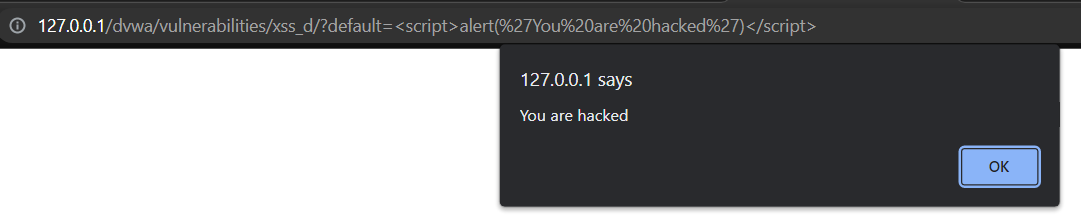 127.0.0.1/dvwa/vulnerabilities/xss_d/?default=<script>alert(%27You%20are%20hacked%27)</script>
127.0.0.1 says
You are hacked
OK